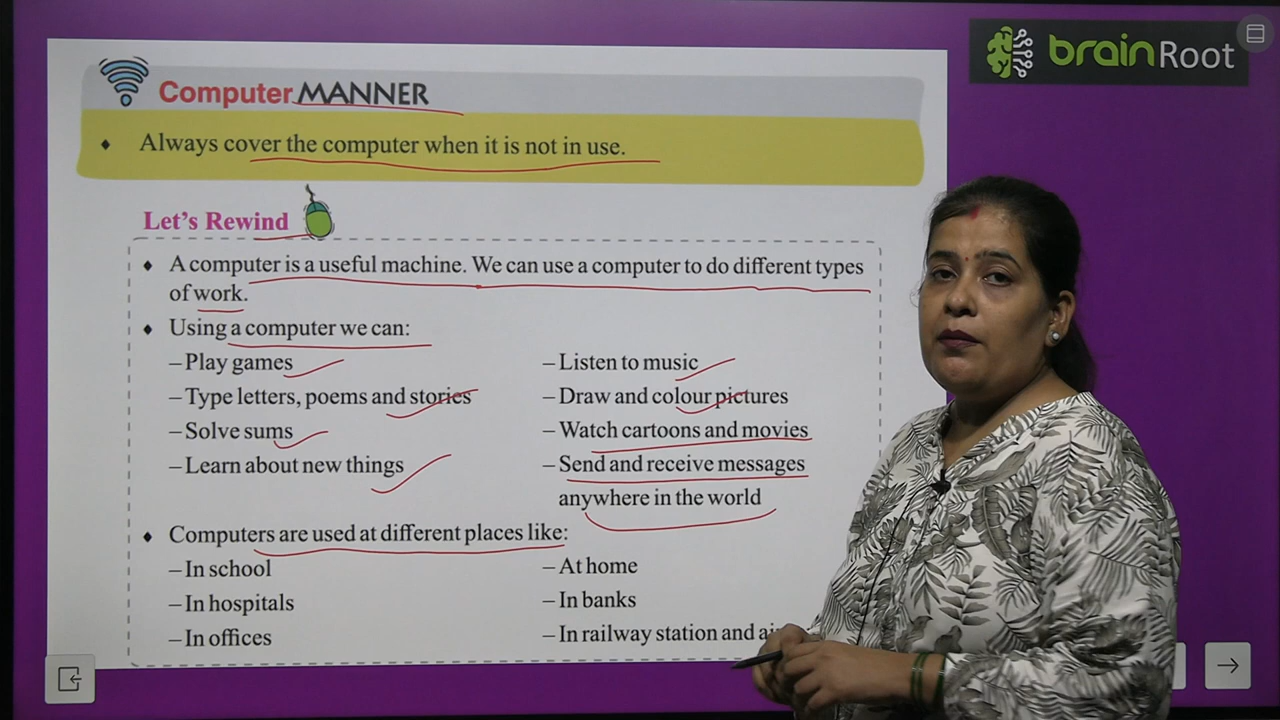 brainRoot
Computer MANNER
♦ Always cover the computer when it is not in use.
Let's Rewind
♦ A computer is a useful machine. We can use a computer to do different types
of work.
♦ Using a computer we can:
– Play games
– Listen to music
– Type letters, poems and stories
– Draw and colour pictures
– Solve sums
– Watch cartoons and movies
– Learn about new things
– Send and receive messages
anywhere in the world
♦ Computers are used at different places like:
– In school
– At home
– In hospitals
– In banks
– In offices
– In railway station and